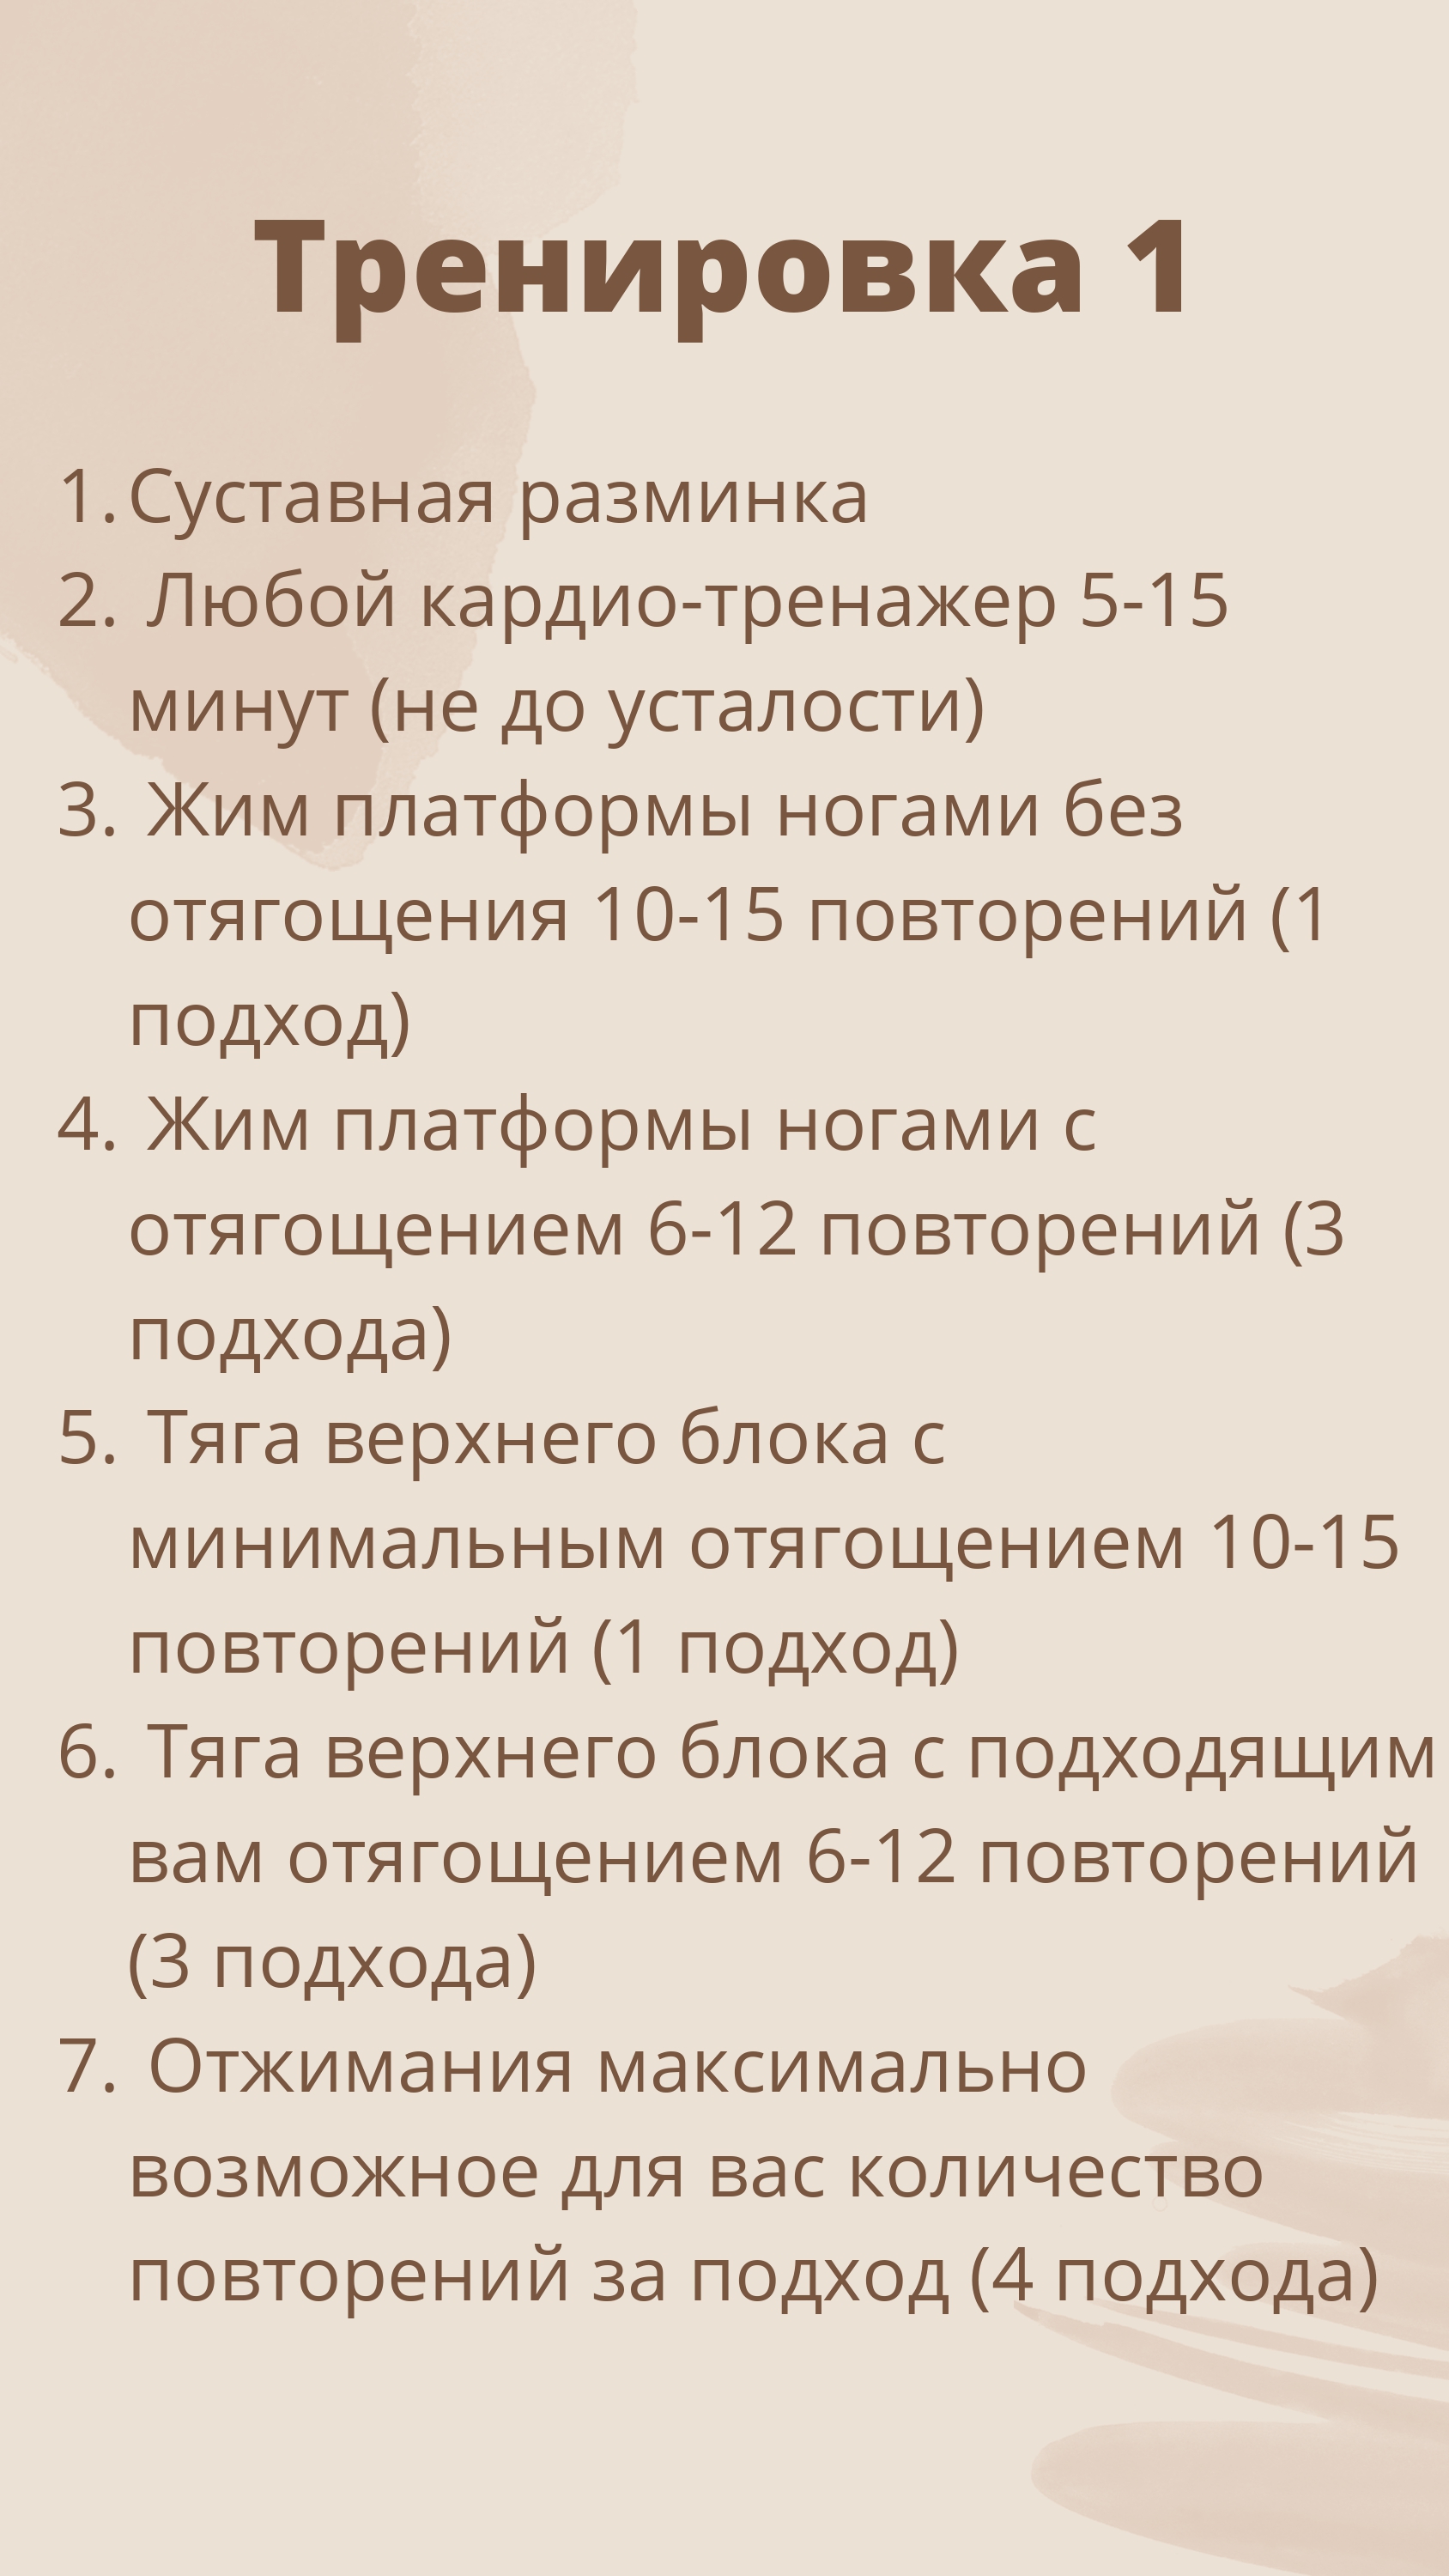 Тренировка 1
1. Суставная разминка
2. Любой кардио-тренажер 5-15
минут (не до усталости)
3. Жим платформы ногами без
отягощения 10-15 повторений (1
подход)
4. Жим платформы ногами с
отягощением 6-12 повторений (3
подхода)
5. Тяга верхнего блока с
минимальным отягощением 10-15
повторений (1 подход)
6. Тяга верхнего блока с подходящим
вам отягощением 6-12 повторений
(3 подхода)
7. Отжимания максимально
возможное для вас количество
повторений за подход (4 подхода)